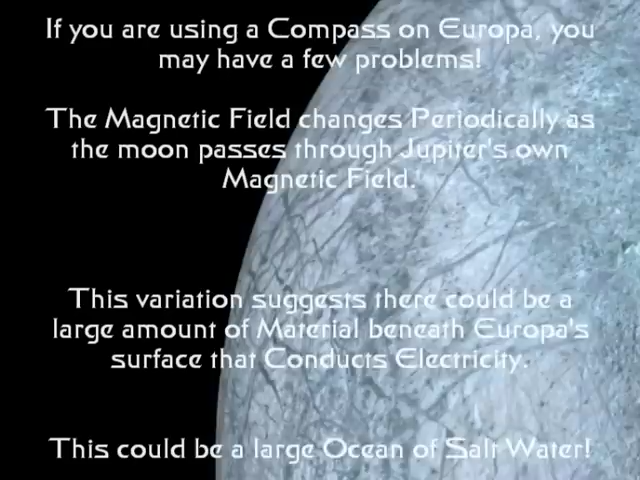 If you are using a Compass on Europa, you
may have a few problems!
The Magnetic Field changes Periodically as
the moon passes through Jupiter's own
Magnetic Field.
This variation suggests there could be a
large amount of Material beneath Europa's
surface that Conducts Electricity.
This could be a large Ocean of Salt Water!